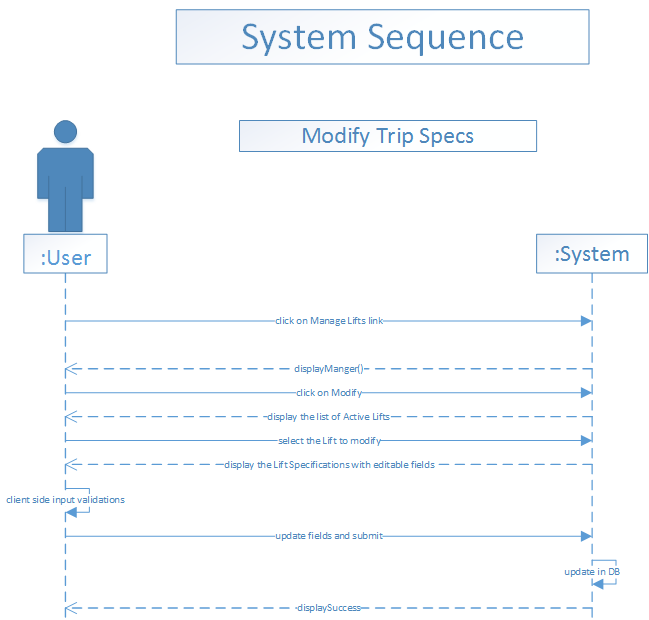 System Sequence
Modify Trip Specs
:User
:System
click on Manage Lifts link
displayManger()
click on Modify
display the list of Active Lifts
select the Lift to modify
display the Lift Specifications with editable fields
client side input validations
update fields and submit
update in DB
displaySuccess